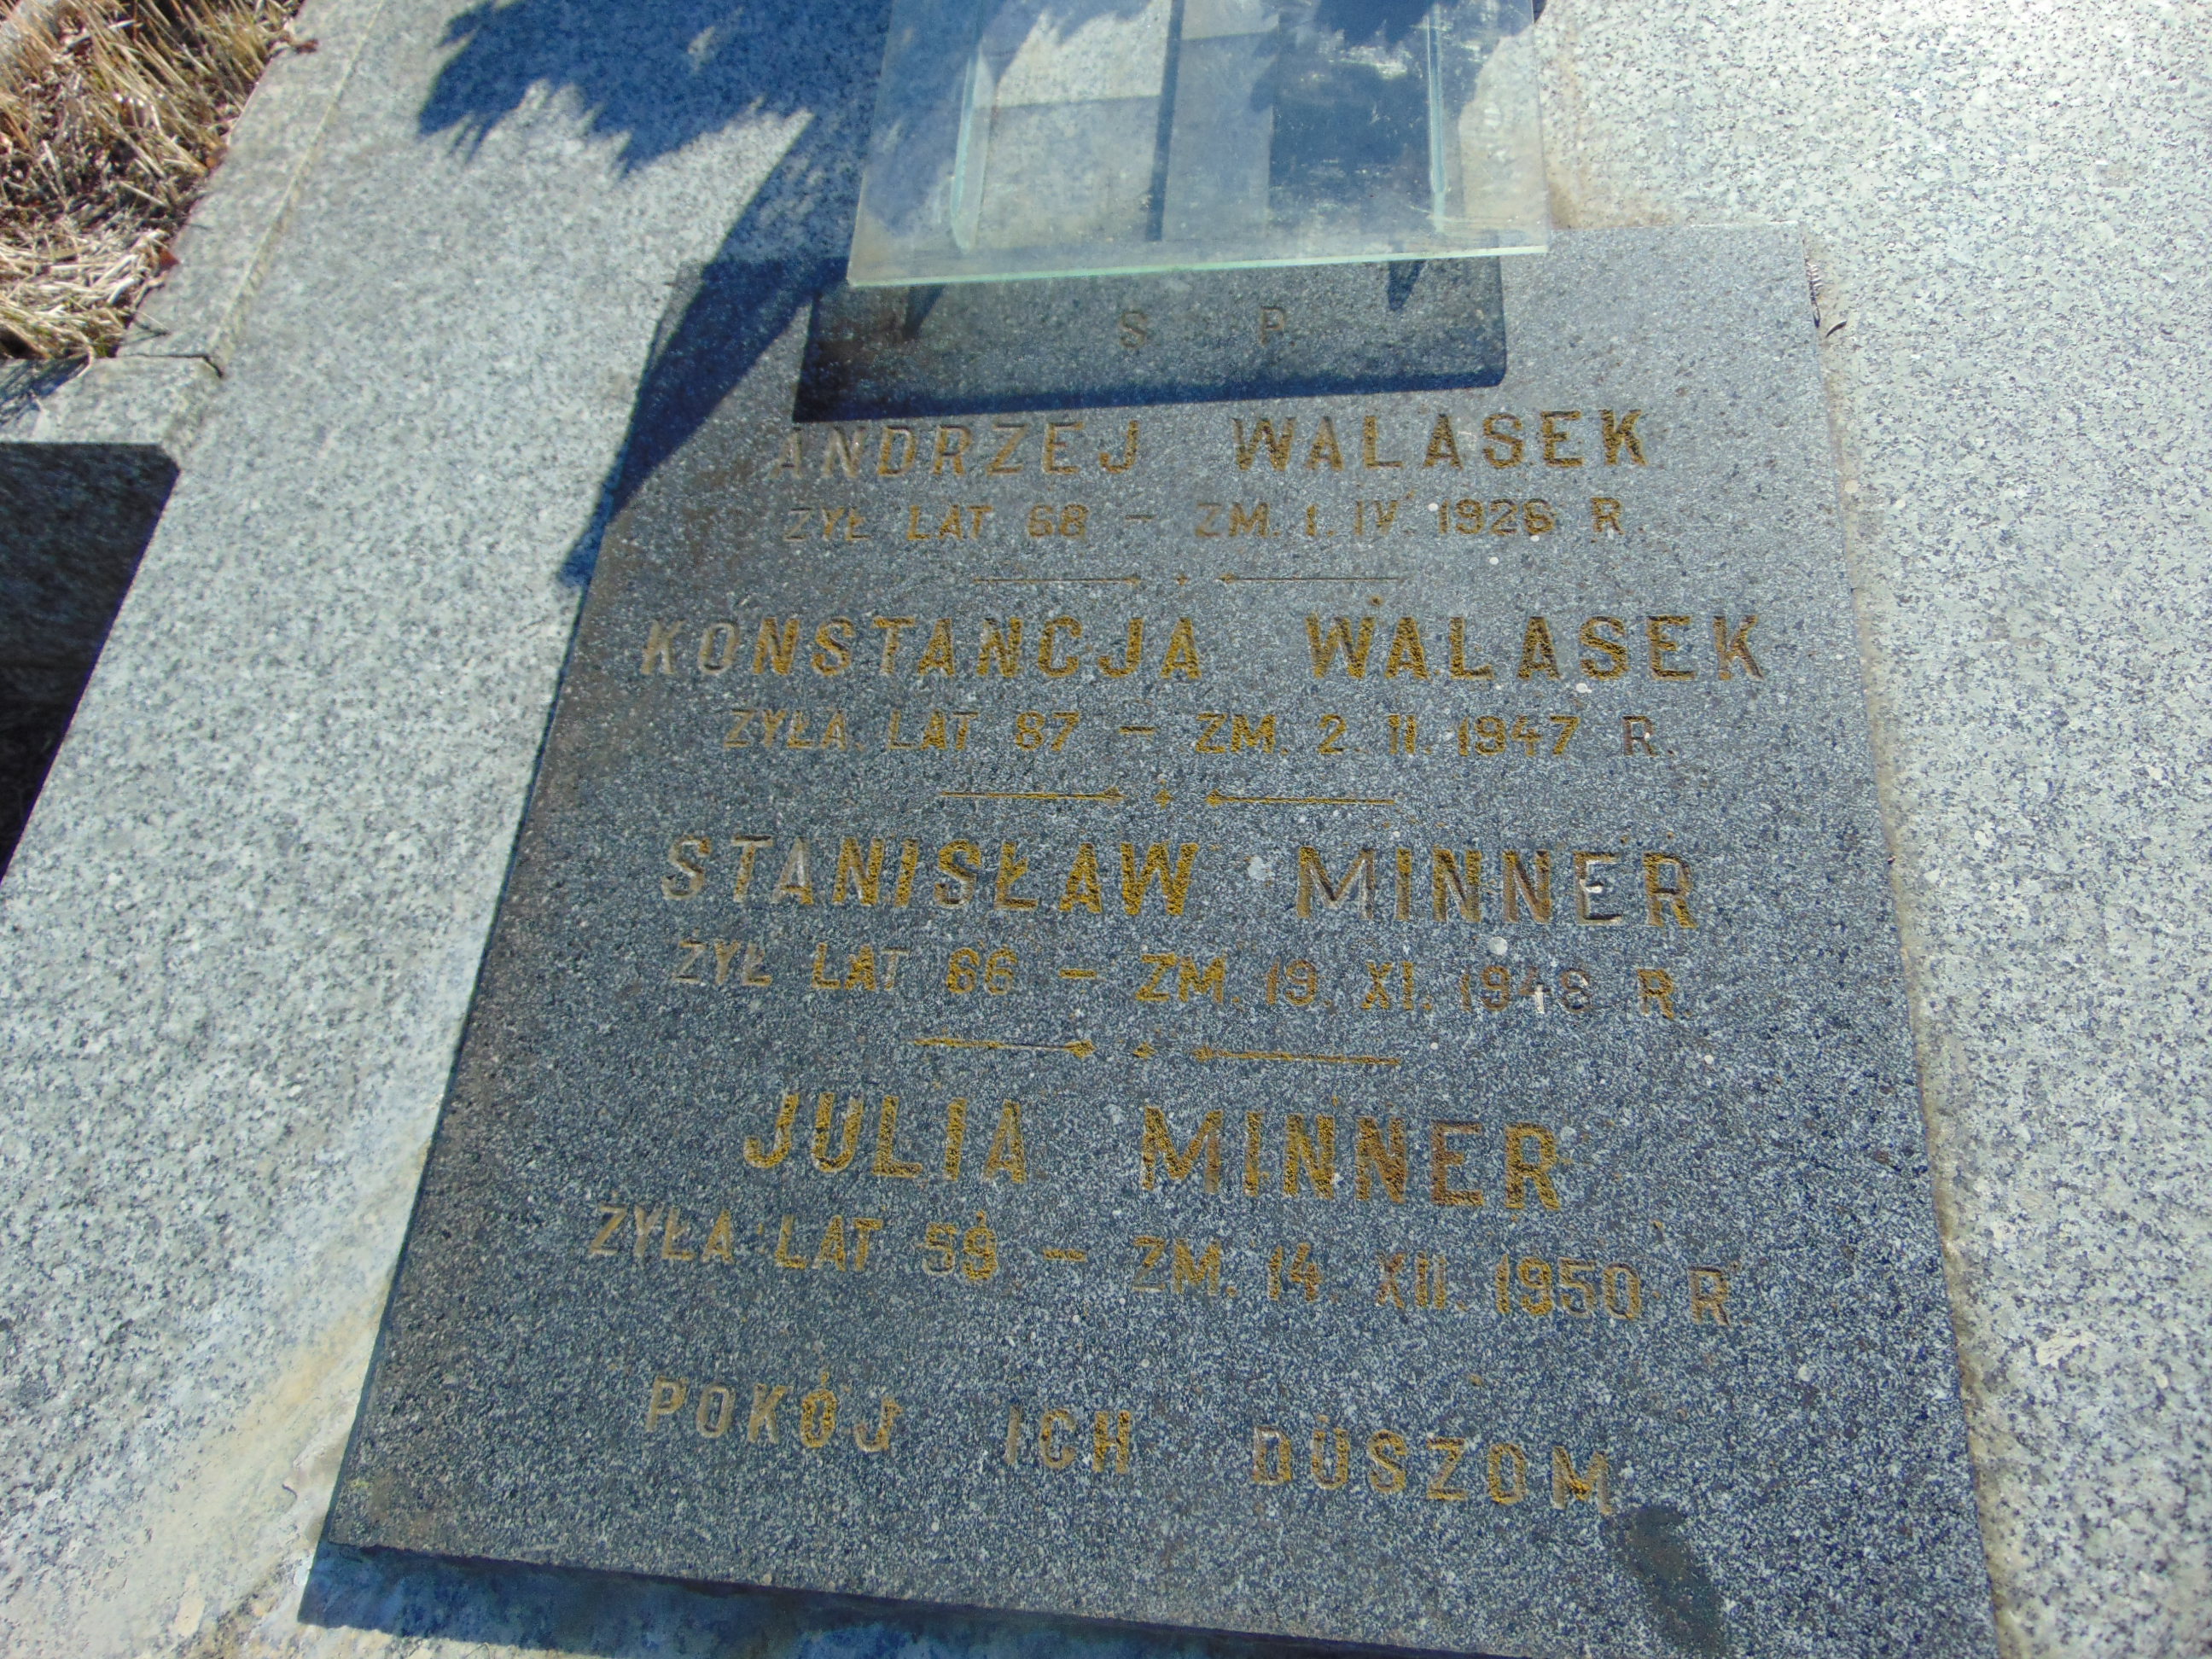 S. P.
ANDRZEJ WALASEK
ŻYŁ LAT 68 - ZM. 1. IV. 1926 R.
KONSTANCJA WALASEK
ŻYŁA LAT 87 - ZM. 2. II. 1947 R.
STANISŁAW MINNER
ŻYŁ LAT 66 - ZM. 19. XI. 1948 R.
JULIA MINNER
ŻYŁA LAT 59 - ZM. 14. XII. 1950 R.
POKÓJ ICH DUSZOM